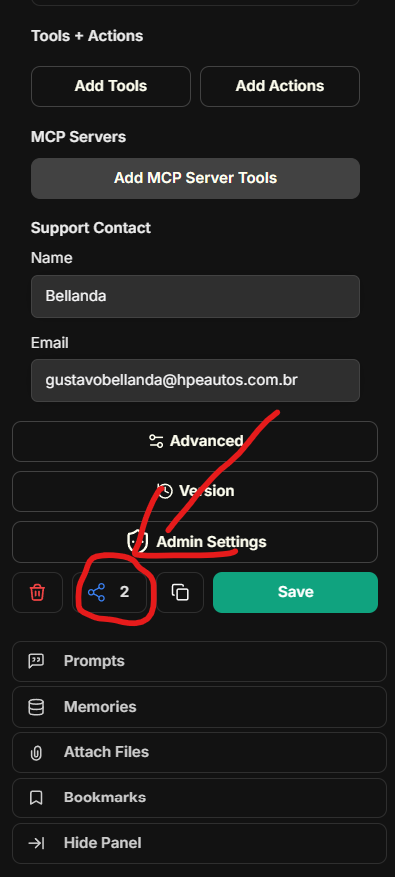 Tools + Actions
Add Tools
Add Actions
MCP Servers
Add MCP Server Tools
Support Contact
Name
Bellanda
Email
gustavobellanda@hpeautos.com.br
Advanced
Version
Admin Settings
2
Save
Prompts
Memories
Attach Files
Bookmarks
Hide Panel